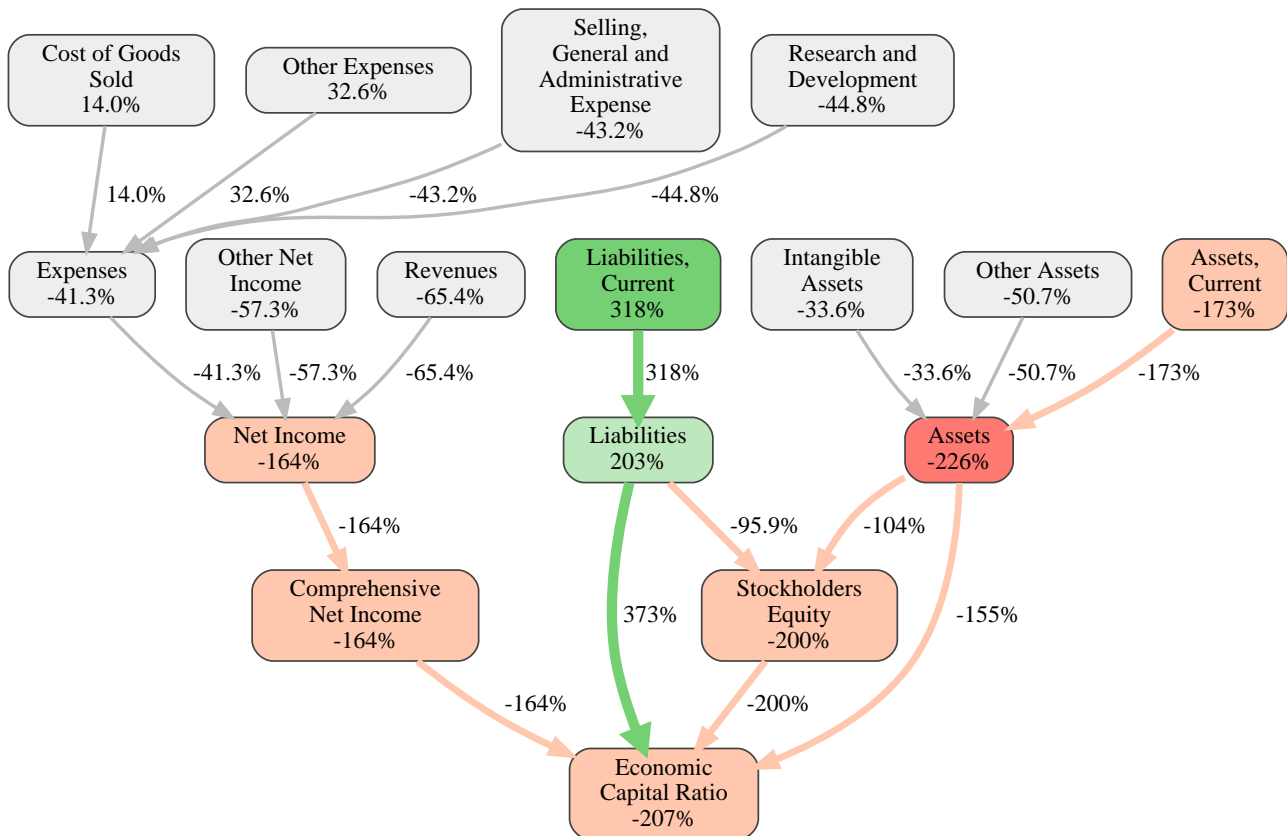 Cost of Goods
Sold
14.0%
Other Expenses
32.6%
Selling,
General and
Administrative
Expense
-43.2%
Research and
Development
-44.8%
14.0%
32.6%
-43.2%
-44.8%
Expenses
-41.3%
Other Net
Income
-57.3%
Revenues
-65.4%
Liabilities,
Current
318%
Intangible
Assets
-33.6%
Other Assets
-50.7%
Assets,
Current
-173%
-41.3%
-57.3%
-65.4%
318%
-33.6%
-50.7%
-173%
Net Income
-164%
Liabilities
203%
Assets
-226%
-164%
-95.9%
-104%
Comprehensive
Net Income
-164%
373%
Stockholders
Equity
-200%
-155%
-164%
-200%
Economic
Capital Ratio
-207%